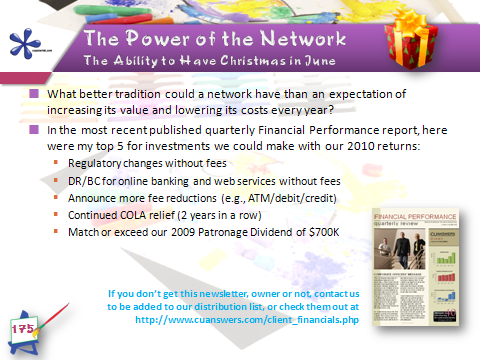 The Power of the Network
The Ability to Have Christmas in June
What better tradition could a network have than an expectation of
increasing its value and lowering its costs every year?
In the most recent published quarterly Financial Performance report, here
were my top 5 for investments we could make with our 2010 returns:
Regulatory changes without fees
DR/BC for online banking and web services without fees
Announce more fee reductions (e.g., ATM/debit/credit)
Continued COLA relief (2 years in a row)
Match or exceed our 2009 Patronage Dividend of $700K
FINANCIAL PERFORMANCE
quarterly review
CU*ANSWERS
If you don't get this newsletter, owner or not, contact us
to be added to our distribution list, or check them out at
http://www.cuanswers.com/client_financials.php
175